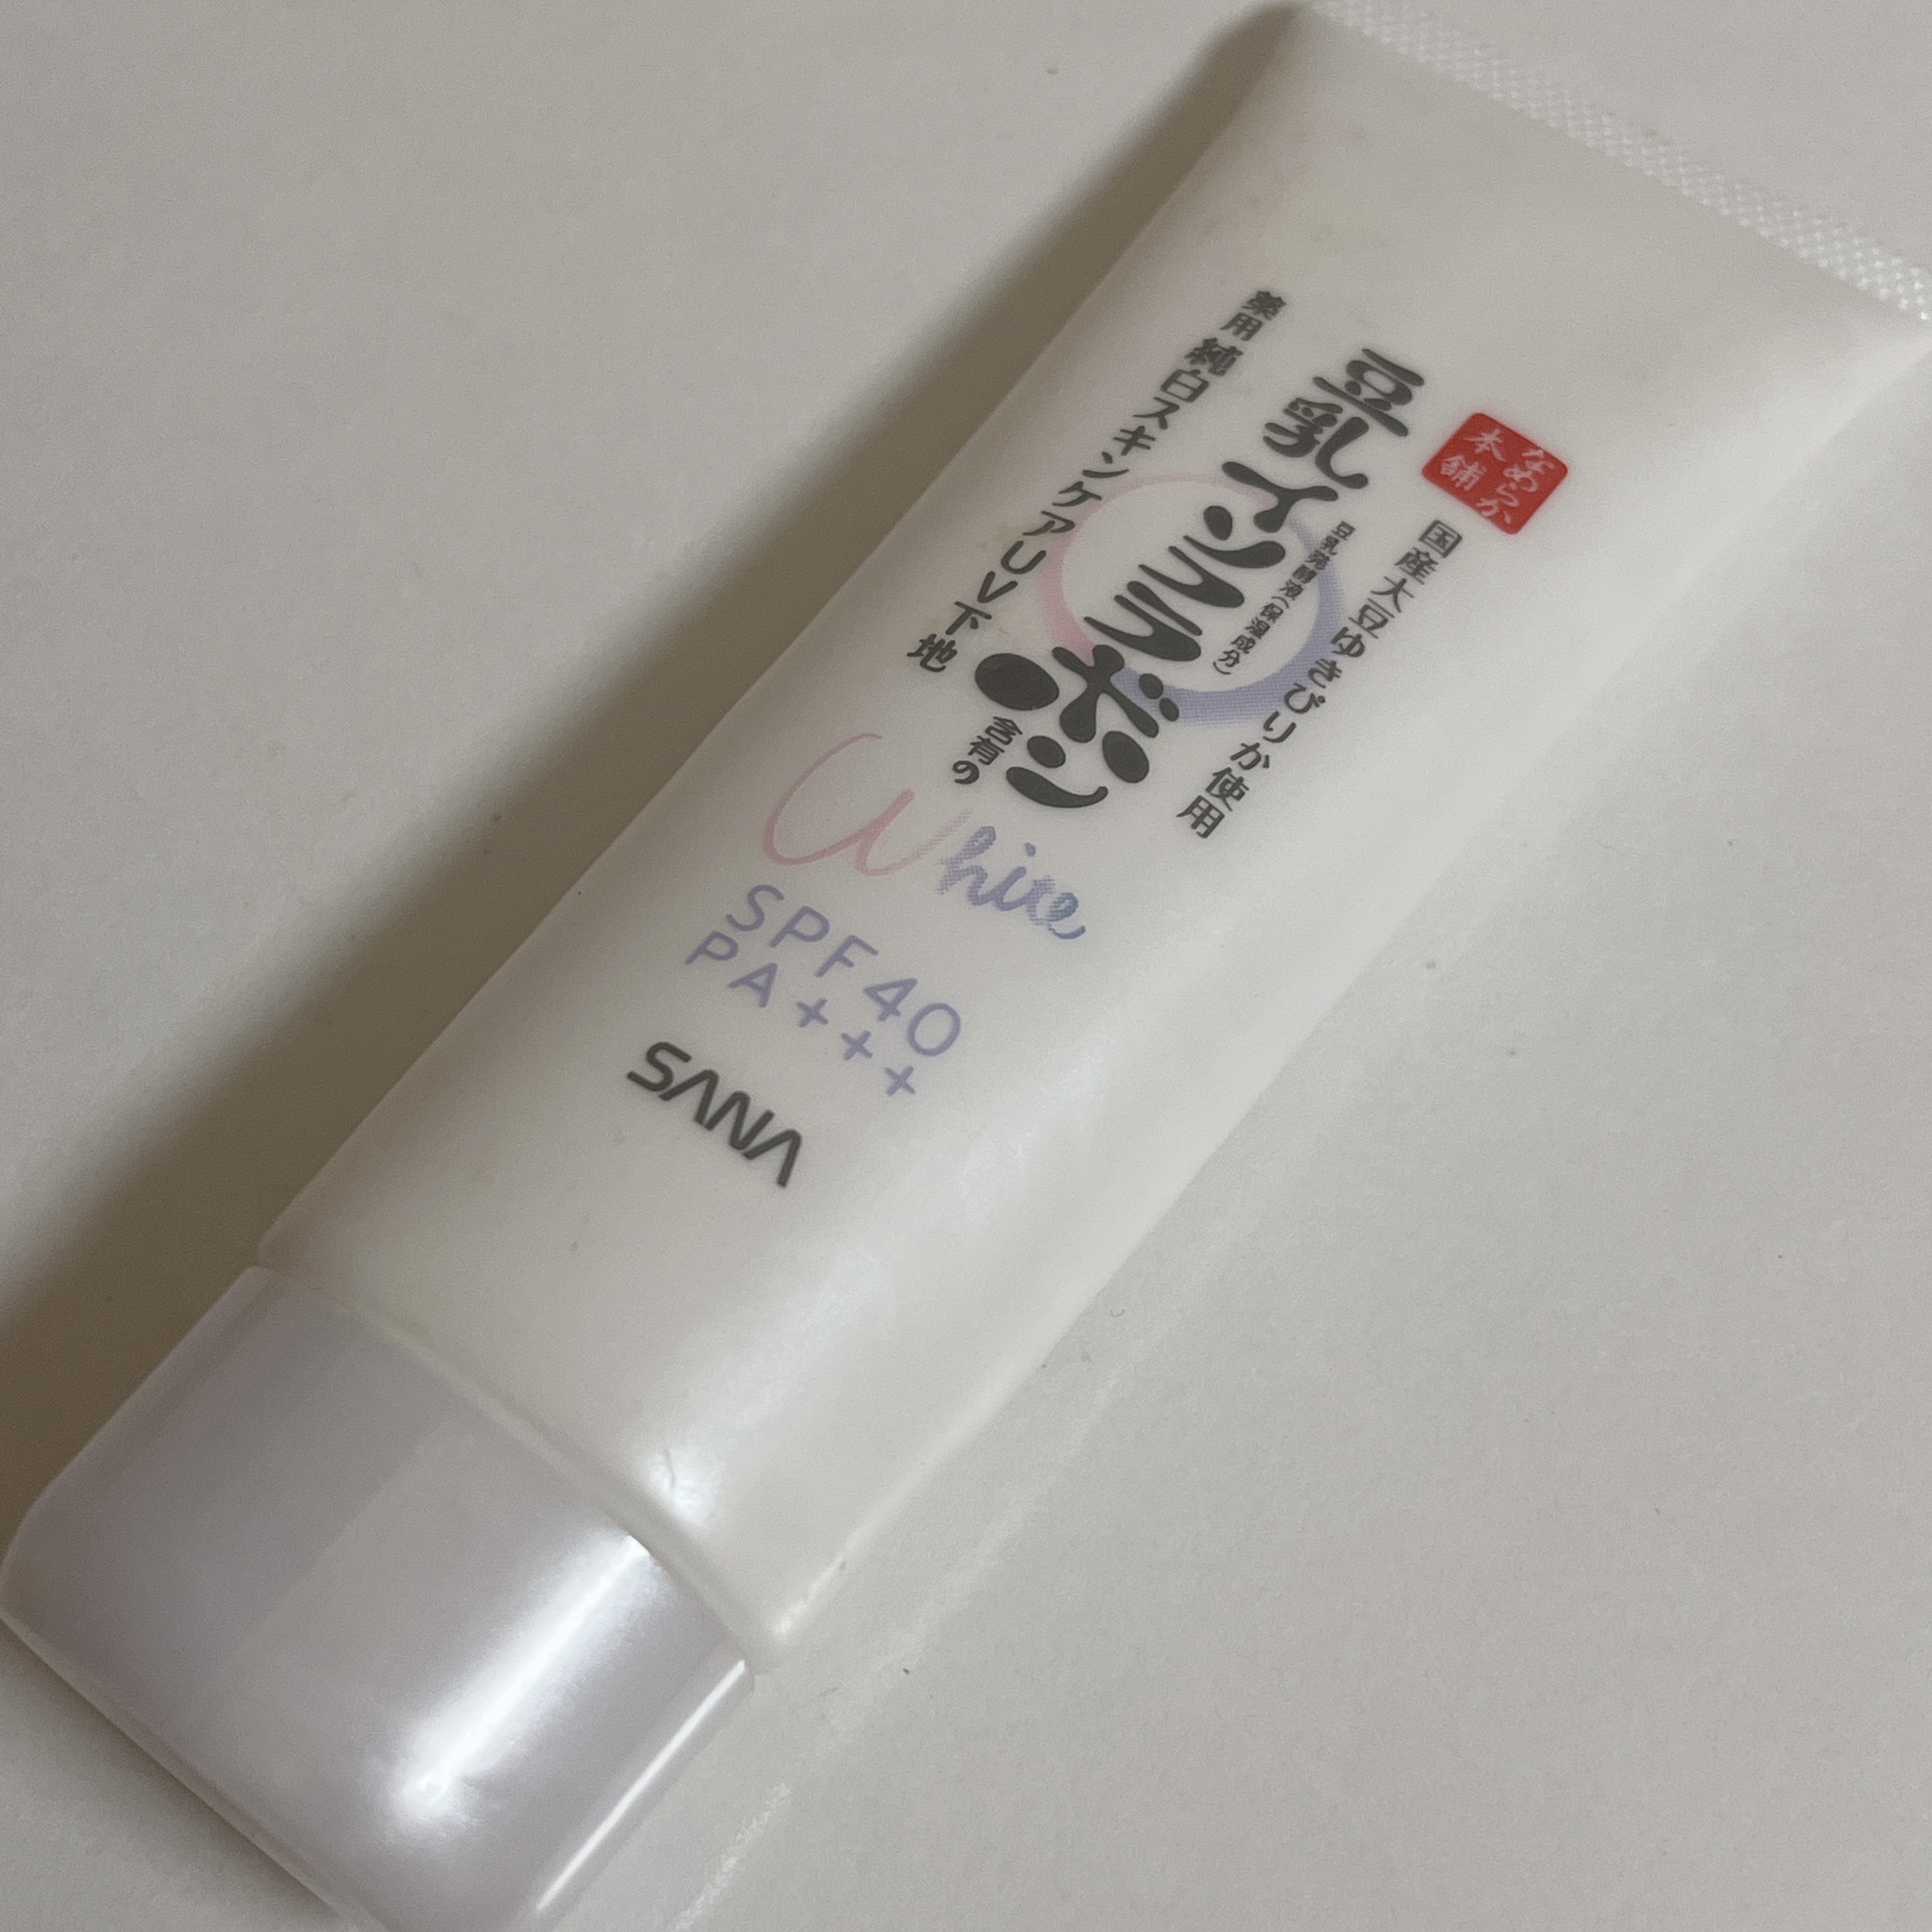 なめらか
本舗
国産大豆ゆきぴりか使用
豆乳発酵液(保湿成分)
豆乳イソフラボン
含有の
薬用 純白スキンケアUV下地
White
SPF40
PA+++
SANA